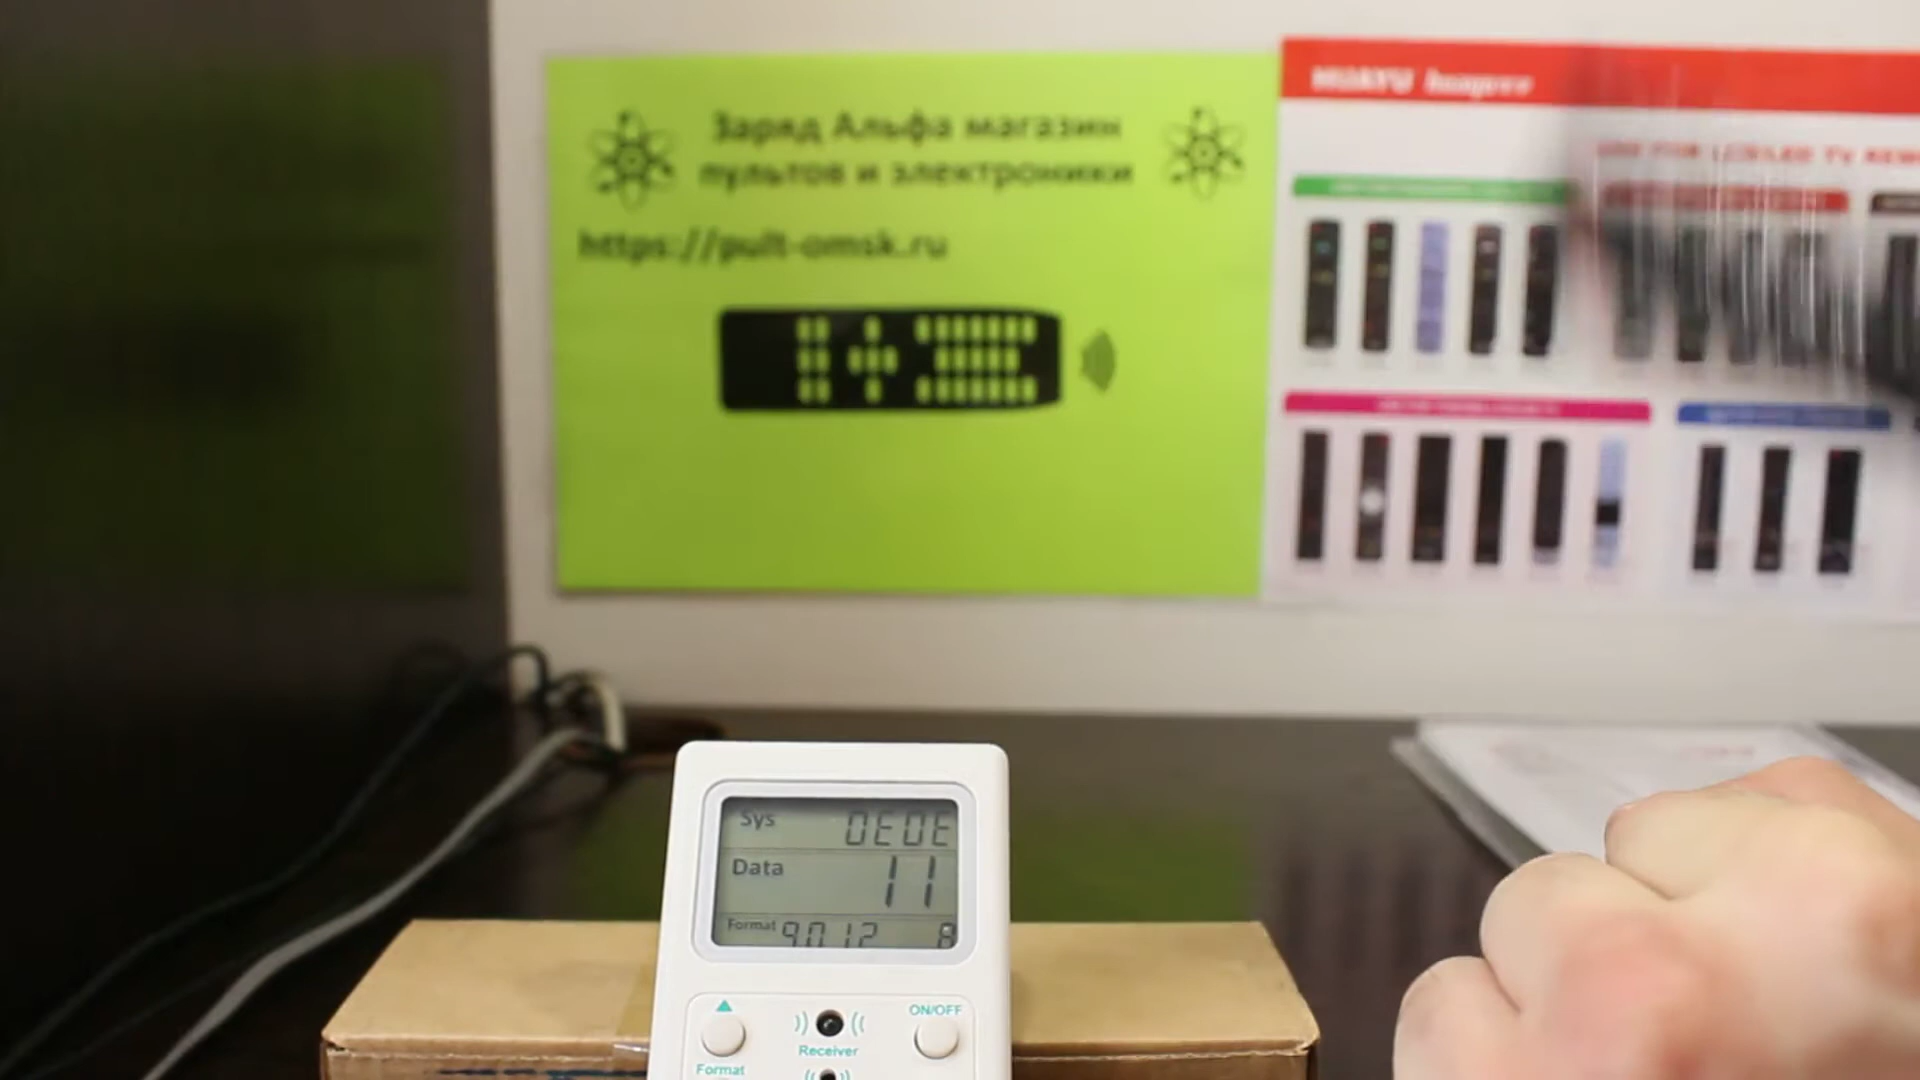 Заряд Альфа магазин
пультов и электроники
https://pult-omsk.ru
HUAYU
Sys 0E0E
Data 11
Format 9012 8
ON/OFF
Receiver
Format